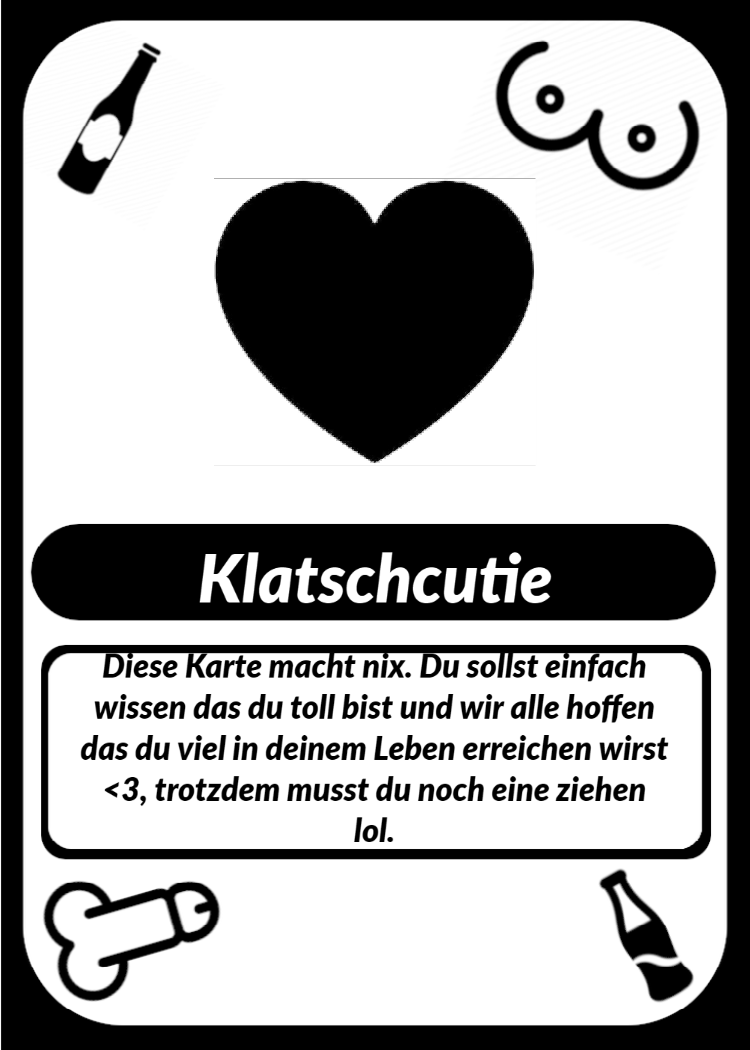 Klatschcutie
Diese Karte macht nix. Du sollst einfach
wissen das du toll bist und wir alle hoffen
das du viel in deinem Leben erreichen wirst
<3, trotzdem musst du noch eine ziehen
lol.